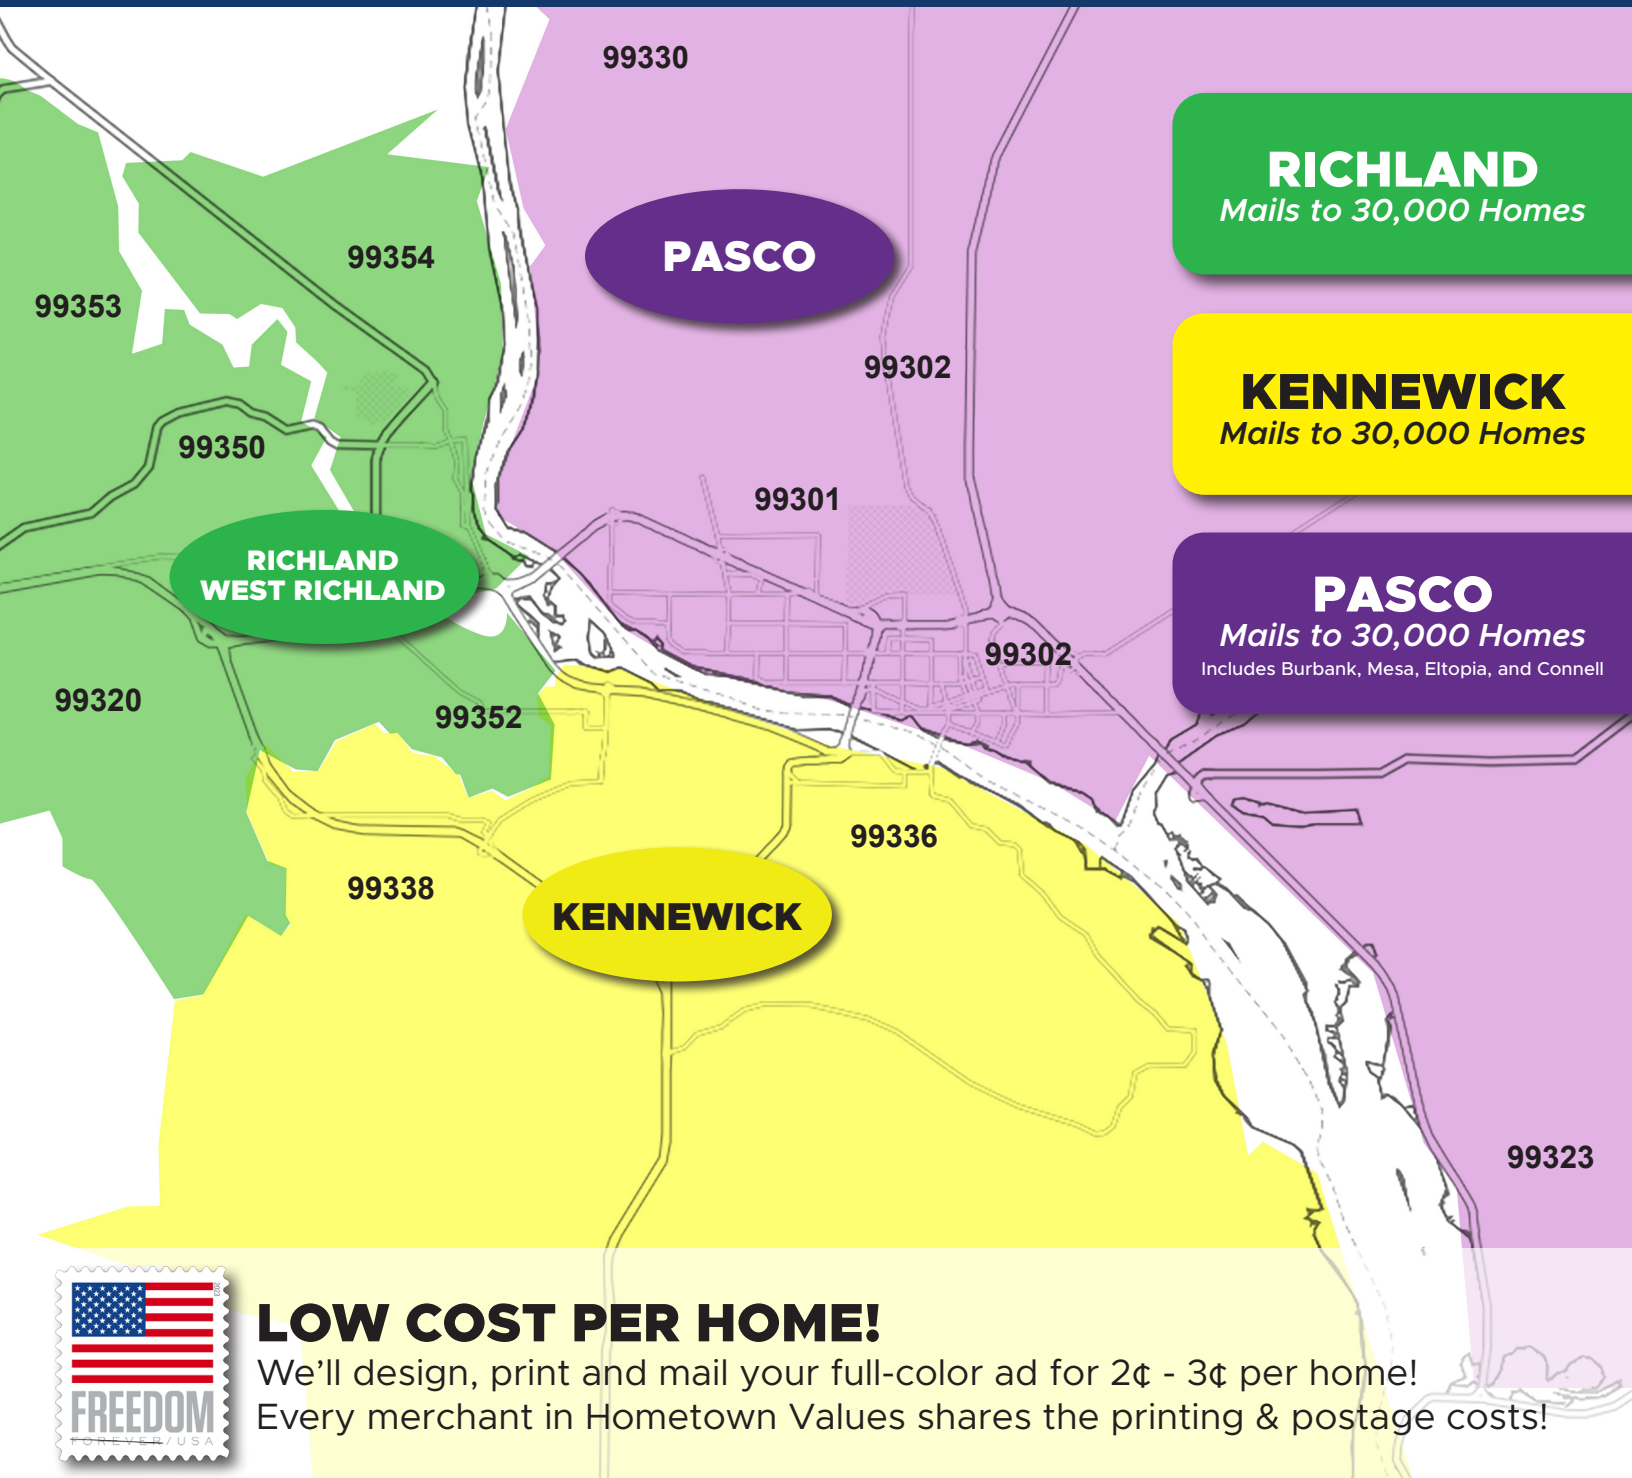 99330
RICHLAND
Mails to 30,000 Homes
99354
PASCO
99353
99302
KENNEWICK
Mails to 30,000 Homes
99350
99301
RICHLAND
WEST RICHLAND
PASCO
Mails to 30,000 Homes
Includes Burbank, Mesa, Eltopia, and Connell
99302
99320
99352
99336
99338
KENNEWICK
99323
2023
FREEDOM
FOREVER/USA
LOW COST PER HOME!
We'll design, print and mail your full-color ad for 2¢ - 3¢ per home!
Every merchant in Hometown Values shares the printing & postage costs!